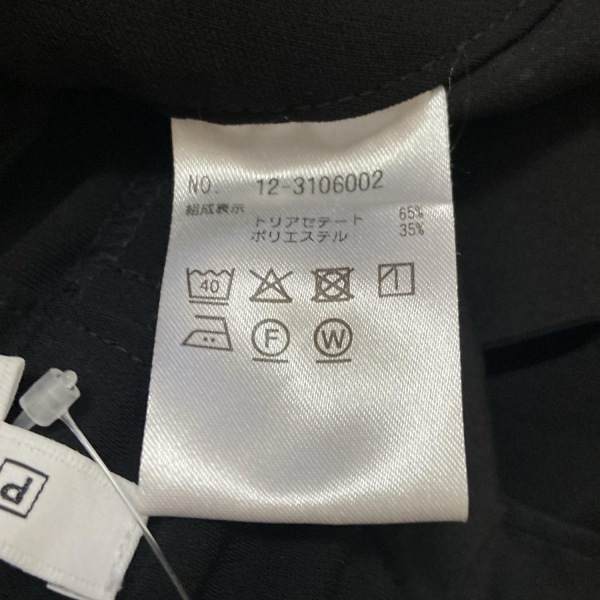 NO. 12-3106002
組成表示
トリアセテート 65%
ポリエステル 35%
40
F W
P